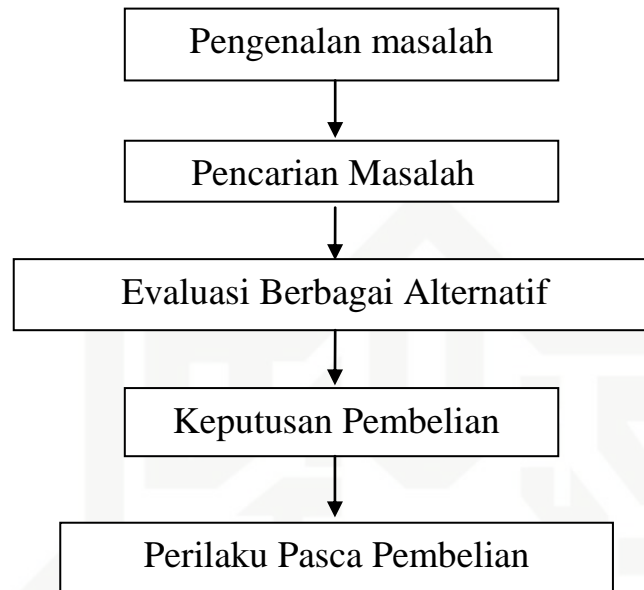 Pengenalan masalah
Pencarian Masalah
Evaluasi Berbagai Alternatif
Keputusan Pembelian
Perilaku Pasca Pembelian